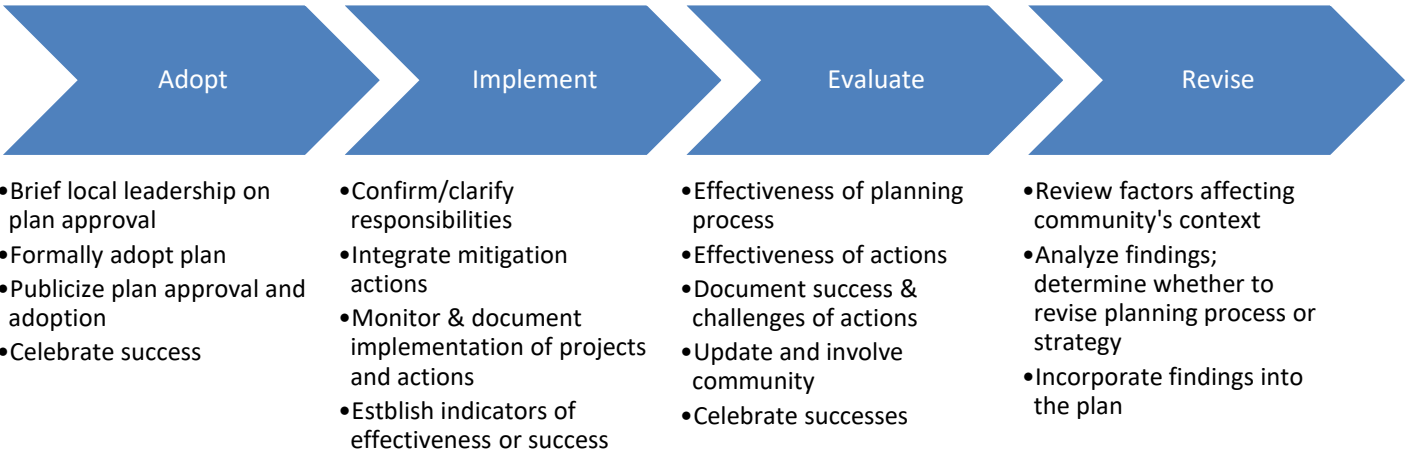 Adopt
•Brief local leadership on
plan approval
•Formally adopt plan
•Publicize plan approval and
adoption
•Celebrate success
Implement
•Confirm/clarify
responsibilities
•Integrate mitigation
actions
•Monitor & document
implementation of projects
and actions
•Estblish indicators of
effectiveness or success
Evaluate
•Effectiveness of planning
process
•Effectiveness of actions
•Document success &
challenges of actions
•Update and involve
community
•Celebrate successes
Revise
•Review factors affecting
community's context
•Analyze findings;
determine whether to
revise planning process or
strategy
•Incorporate findings into
the plan